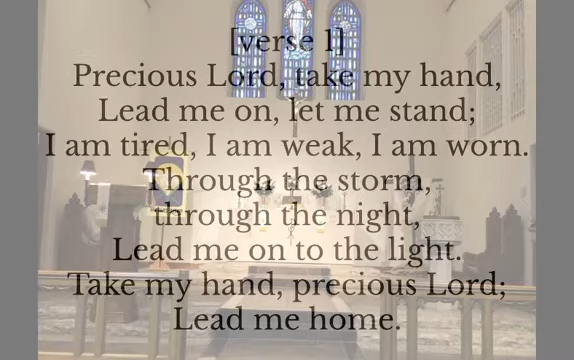 [verse 1]
Precious Lord, take my hand,
Lead me on, let me stand;
I am tired, I am weak, I am worn.
Through the storm,
through the night,
Lead me on to the light.
Take my hand, precious Lord;
Lead me home.